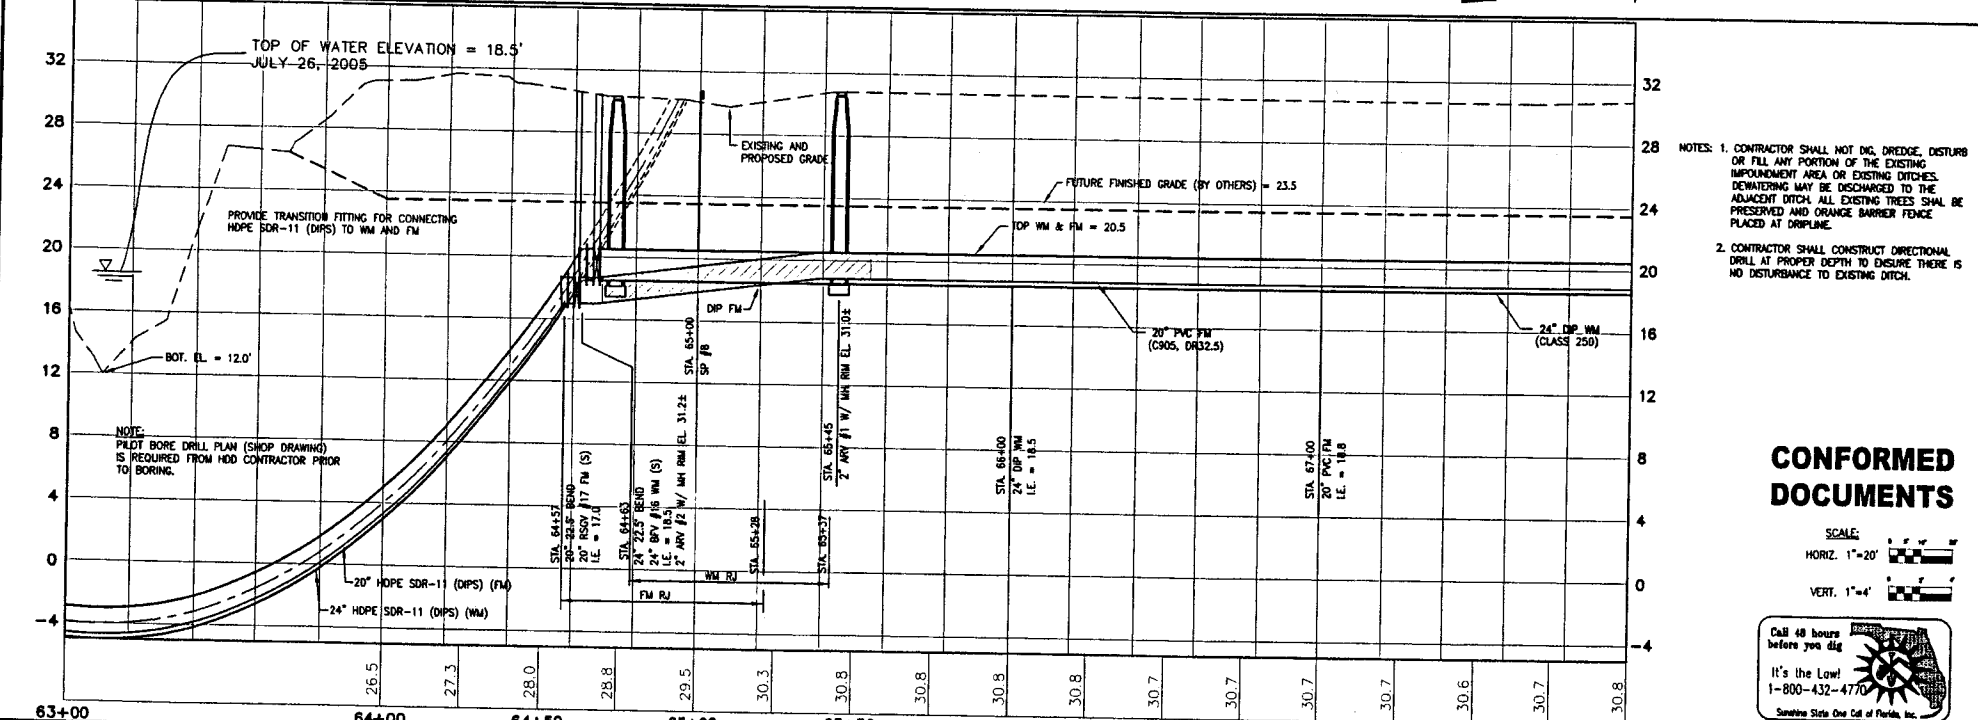 TOP OF WATER ELEVATION = 18.5'
JULY 26, 2005
32
28
24
20
16
12
8
4
0
-4
PROVIDE TRANSITION FITTING FOR CONNECTING
HDPE SDR-11 (DIPS) TO WM AND FM
BOT. EL. = 12.0'
NOTE:
PILOT BORE DRILL PLAN (SHOP DRAWING)
IS REQUIRED FROM HDD CONTRACTOR PRIOR
TO BORING.
20" HDPE SDR-11 (DIPS) (FM)
24" HDPE SDR-11 (DIPS) (WM)
EXISTING AND
PROPOSED GRADE
FUTURE FINISHED GRADE (BY OTHERS) = 23.5
TOP WM & FM = 20.5
DIP FM
20" PVC FM
(C905, DR32.5)
24" DIP WM
(CLASS 250)
STA. 64+57
20" 22.5° BEND
20" RSGV #17 FM (S)
I.E. = 17.0
STA. 64+63
24" 22.5° BEND
24" BFV #16 WM (S)
I.E. = 18.5
2" ARV #2 W/ MH RIM EL. 31.2±
STA. 65+00
SP #8
STA. 65+28
STA. 65+37
STA. 65+45
2" ARV #1 W/ MH RIM EL. 31.0±
STA. 66+00
24" DIP WM
I.E. = 18.5
STA. 67+00
20" PVC FM
I.E. = 18.8
WM RJ
FM RJ
32
28
24
20
16
12
8
4
0
-4
26.5
27.3
28.0
28.8
29.5
30.3
30.8
30.8
30.8
30.8
30.7
30.7
30.7
30.7
30.6
30.7
30.8
63+00
64+00
64+50
NOTES: 1. CONTRACTOR SHALL NOT DIG, DREDGE, DISTURB
OR FILL ANY PORTION OF THE EXISTING
IMPOUNDMENT AREA OR EXISTING DITCHES.
DEWATERING MAY BE DISCHARGED TO THE
ADJACENT DITCH. ALL EXISTING TREES SHAL BE
PRESERVED AND ORANGE BARRIER FENCE
PLACED AT DRIPLINE.
2. CONTRACTOR SHALL CONSTRUCT DIRECTIONAL
DRILL AT PROPER DEPTH TO ENSURE THERE IS
NO DISTURBANCE TO EXISTING DITCH.
CONFORMED
DOCUMENTS
SCALE:
HORIZ. 1"=20'
VERT. 1"=4'
Call 48 hours
before you dig
It's the Law!
1-800-432-4770
Sunshine State One Call of Florida, Inc.